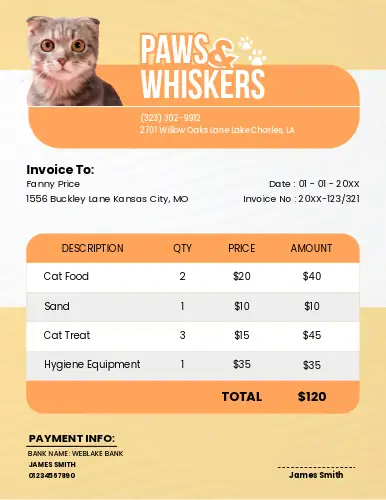 PAWS &
WHISKERS
(323) 302-9912
2701 Willow Oaks Lane Lake Charles, LA
Invoice To:
Fanny Price
1556 Buckley Lane Kansas City, MO
Date : 01 - 01 - 20XX
Invoice No : 20XX-123/321
DESCRIPTION QTY PRICE AMOUNT
Cat Food 2 $20 $40
Sand 1 $10 $10
Cat Treat 3 $15 $45
Hygiene Equipment 1 $35 $35
TOTAL $120
PAYMENT INFO:
BANK NAME: WEBLAKE BANK
JAMES SMITH
01234567890
James Smith